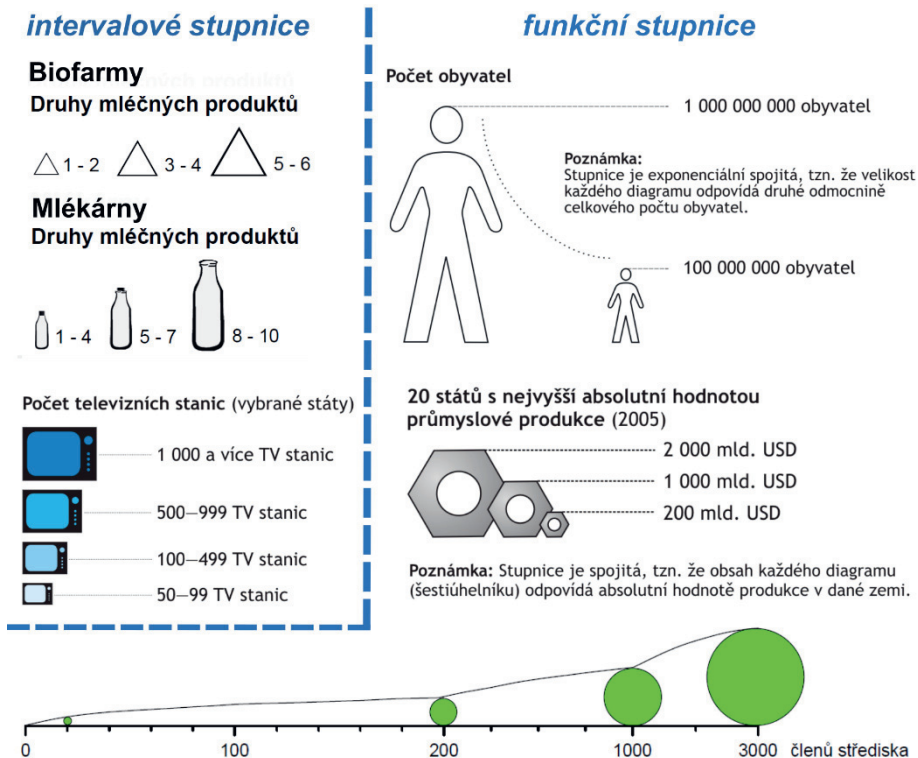 intervalové stupnice
Biofarmy
Druhy mléčných produktů
1 - 2
3 - 4
5 - 6
Mlékárny
Druhy mléčných produktů
1 - 4
5 - 7
8 - 10
Počet televizních stanic (vybrané státy)
1 000 a více TV stanic
500—999 TV stanic
100—499 TV stanic
50—99 TV stanic
funkční stupnice
Počet obyvatel
1 000 000 000 obyvatel
Poznámka:
Stupnice je exponenciální spojitá, tzn. že velikost
každého diagramu odpovídá druhé odmocnině
celkového počtu obyvatel.
100 000 000 obyvatel
20 států s nejvyšší absolutní hodnotou
průmyslové produkce (2005)
2 000 mld. USD
1 000 mld. USD
200 mld. USD
Poznámka: Stupnice je spojitá, tzn. že obsah každého diagramu
(šestiúhelníku) odpovídá absolutní hodnotě produkce v dané zemi.
0 100 200 1000 3000 členů střediska